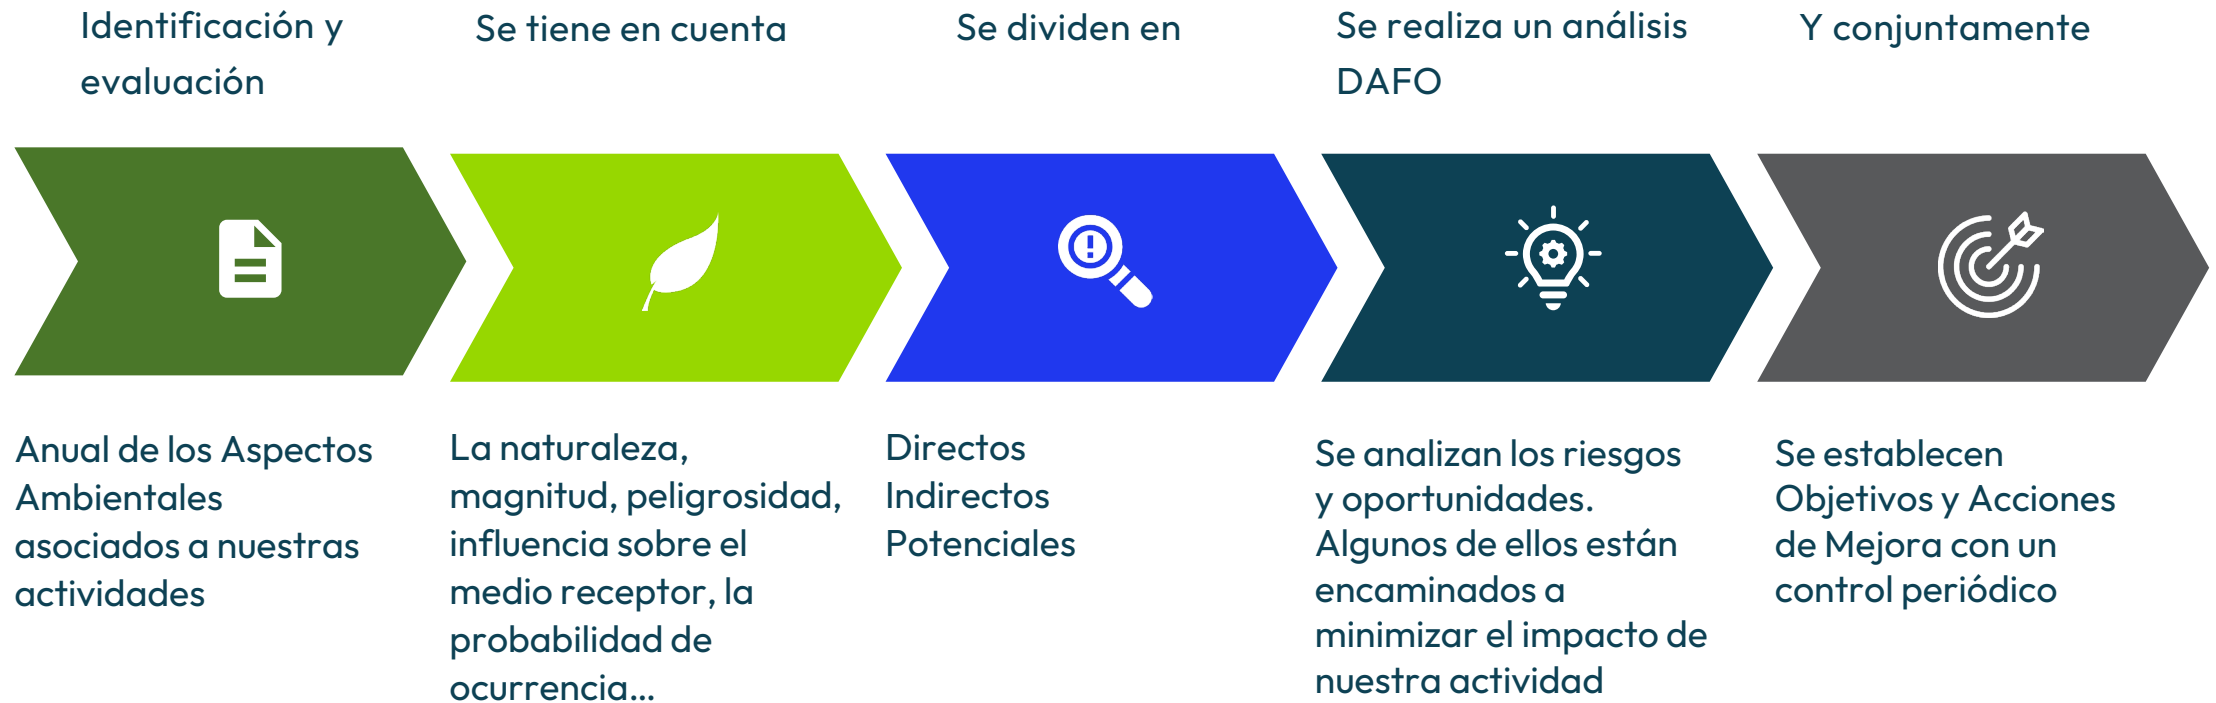 Identificación y
evaluación
Anual de los Aspectos
Ambientales
asociados a nuestras
actividades
Se tiene en cuenta
La naturaleza,
magnitud, peligrosidad,
influencia sobre el
medio receptor, la
probabilidad de
ocurrencia...
Se dividen en
Directos
Indirectos
Potenciales
Se realiza un análisis
DAFO
Se analizan los riesgos
y oportunidades.
Algunos de ellos están
encaminados a
minimizar el impacto de
nuestra actividad
Y conjuntamente
Se establecen
Objetivos y Acciones
de Mejora con un
control periódico